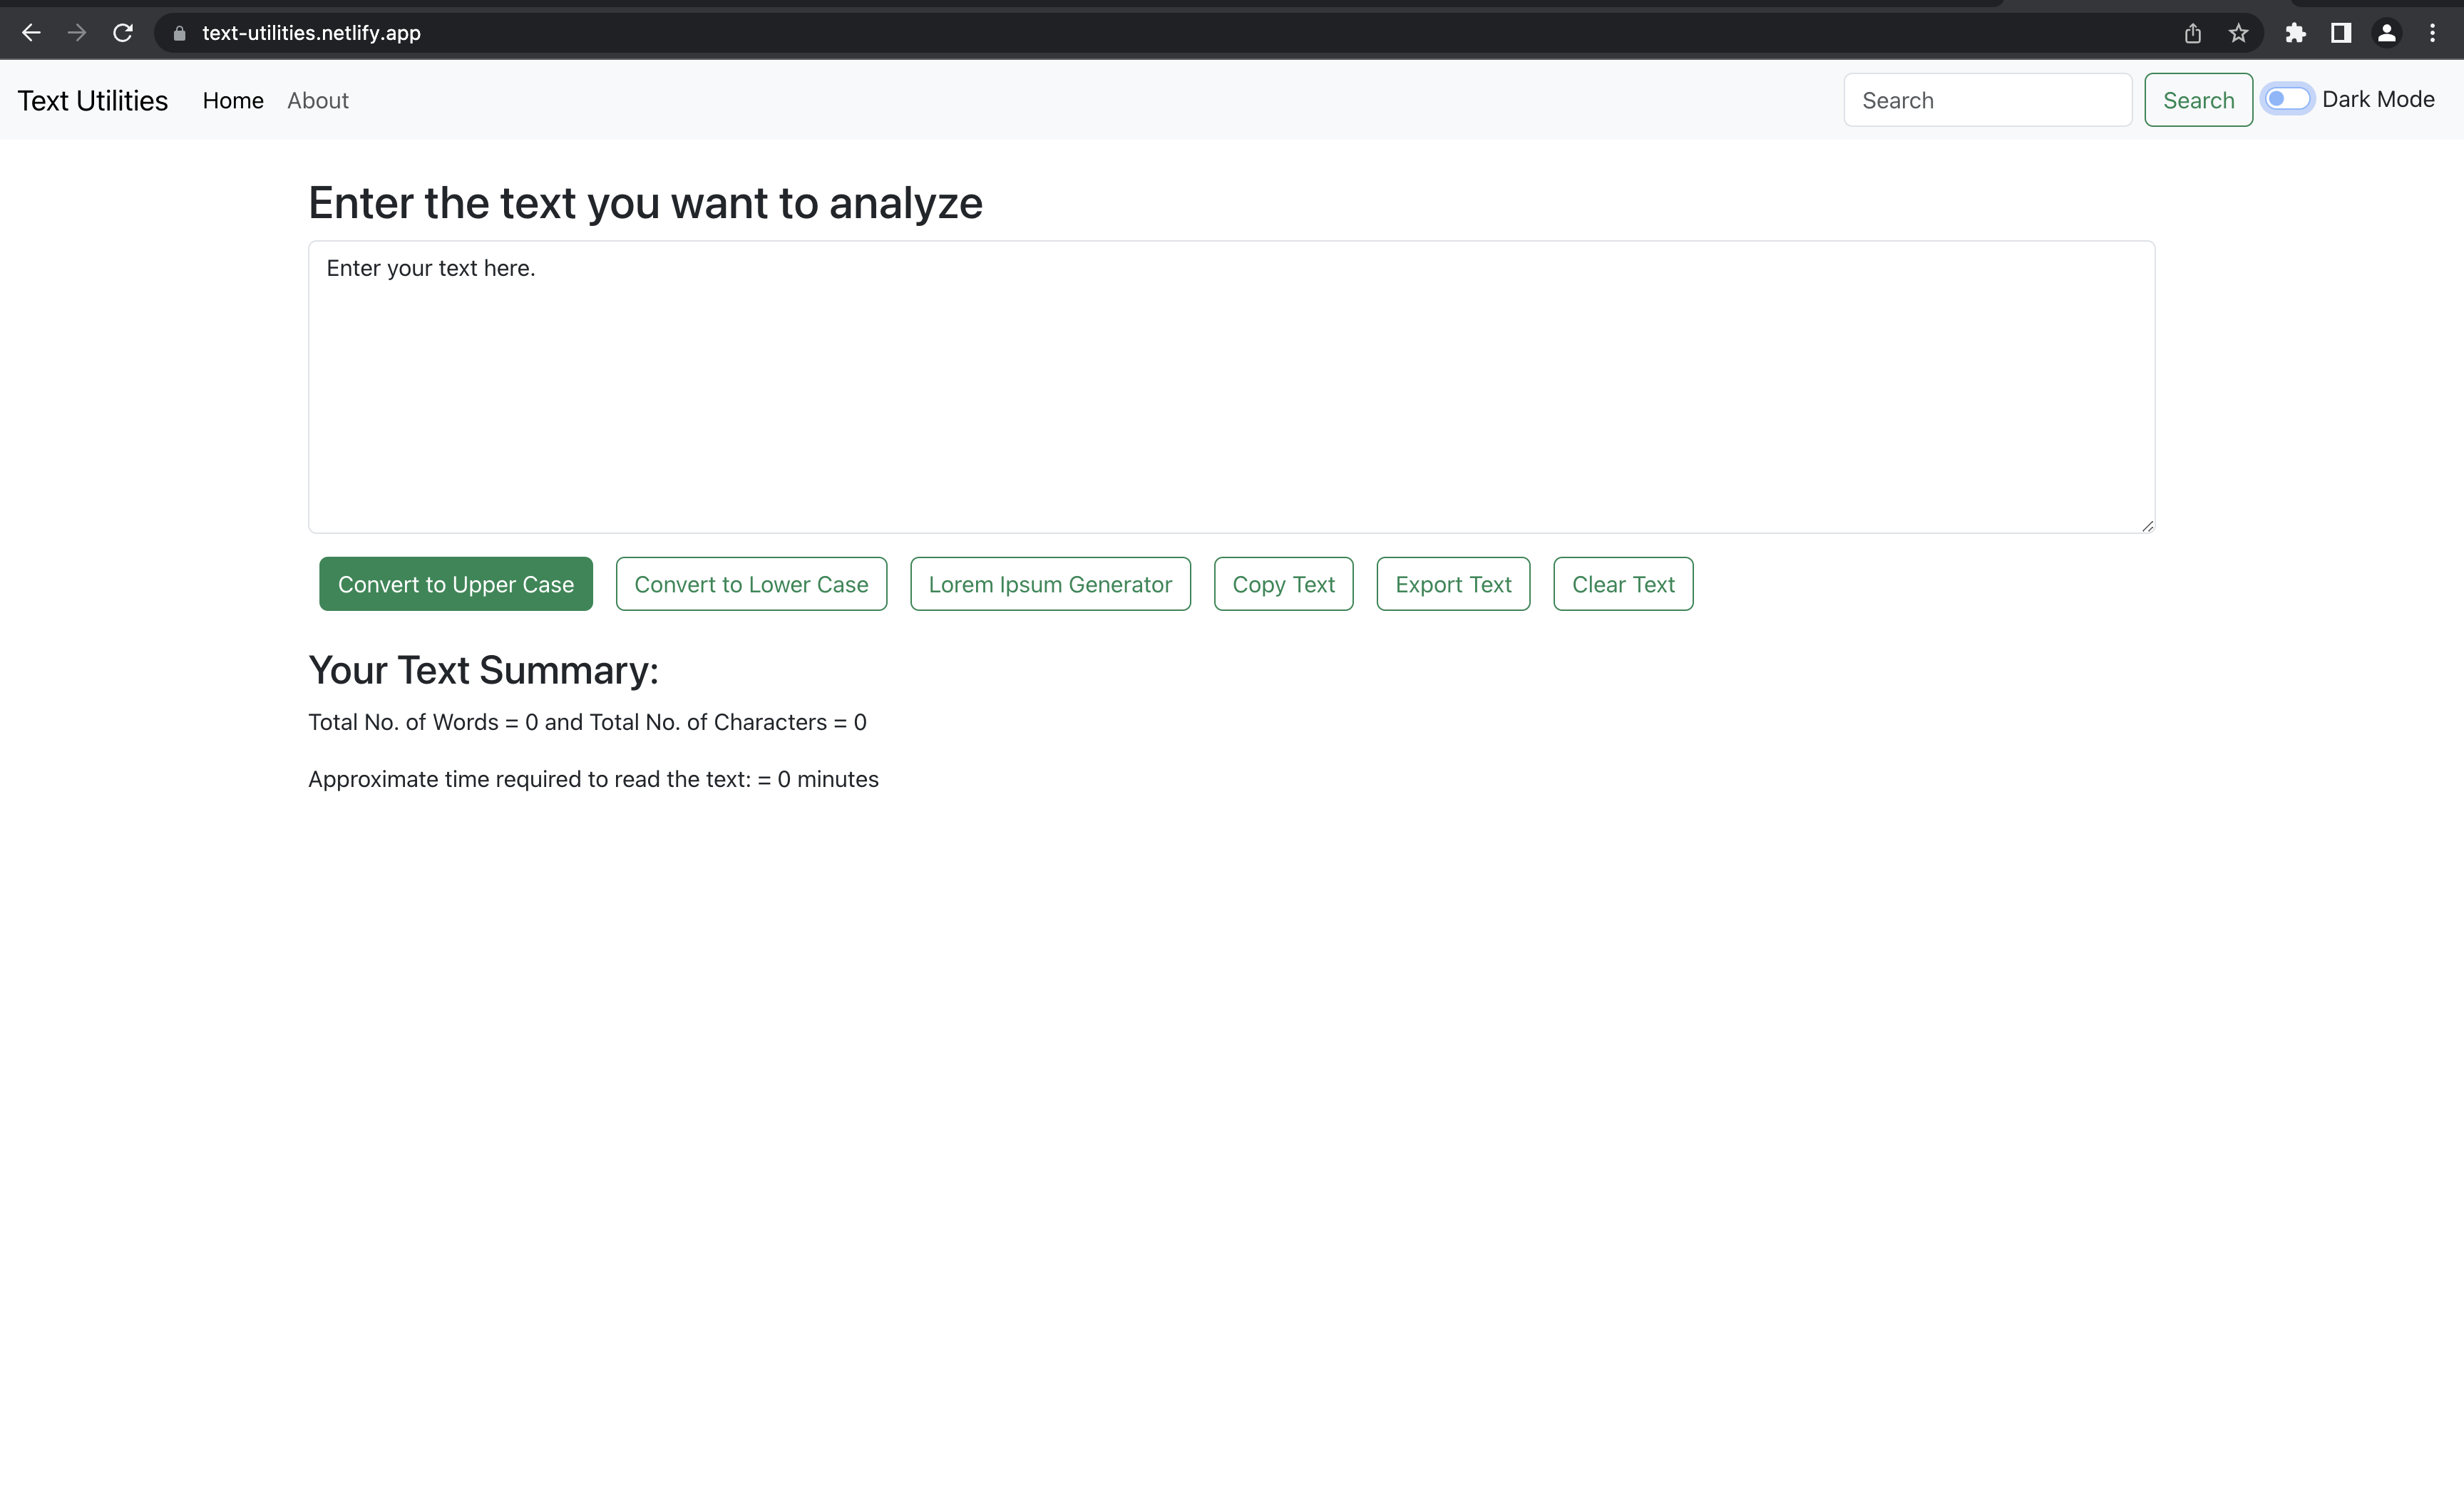 text-utilities.netlify.app
Text Utilities Home About Search Search Dark Mode
Enter the text you want to analyze
Enter your text here.
Convert to Upper Case Convert to Lower Case Lorem Ipsum Generator Copy Text Export Text Clear Text
Your Text Summary:
Total No. of Words = 0 and Total No. of Characters = 0
Approximate time required to read the text: = 0 minutes